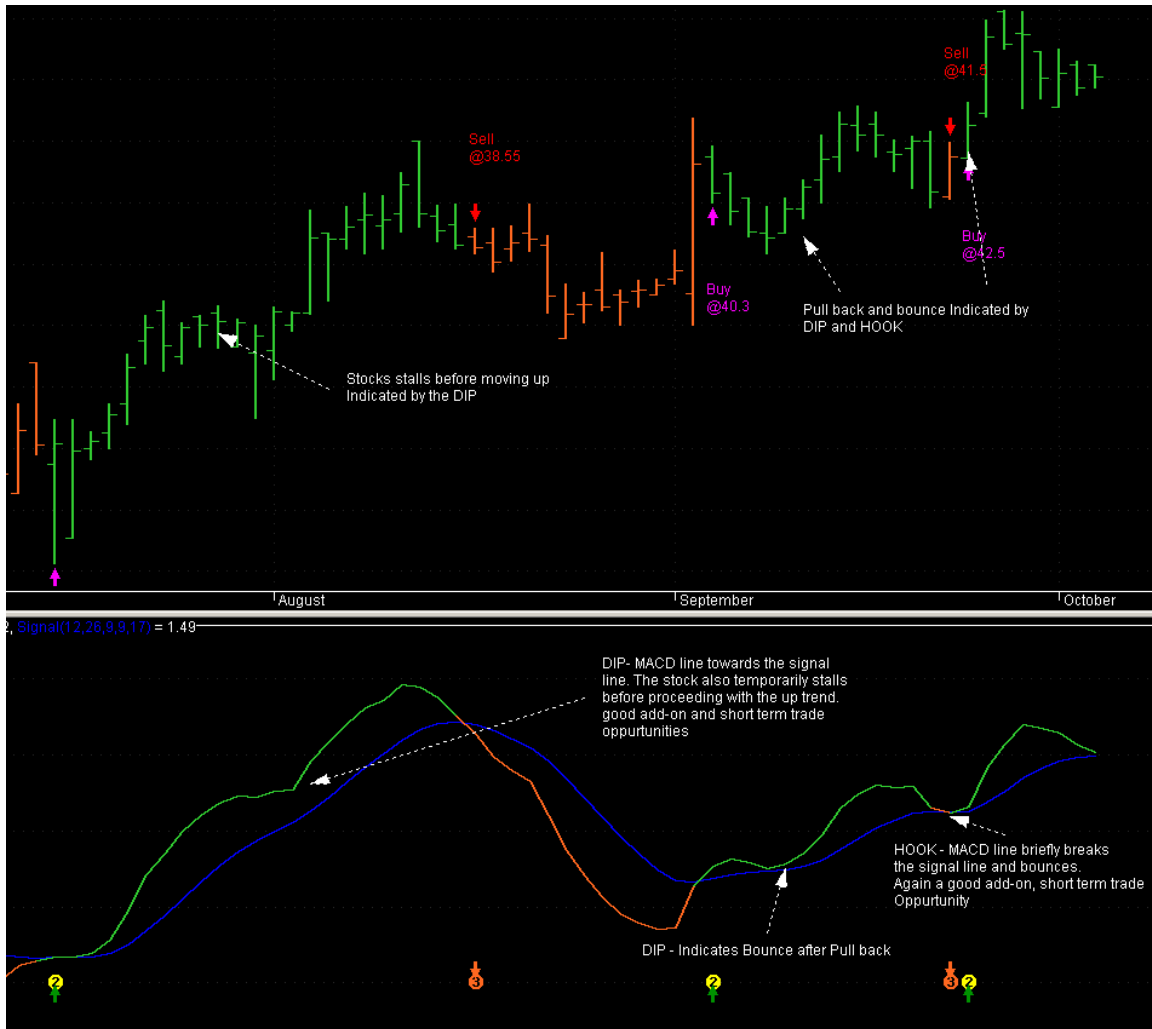 Sell
@38.55
Sell
@41.5
Buy
@40.3
Buy
@42.5
Pull back and bounce Indicated by
DIP and HOOK
Stocks stalls before moving up
Indicated by the DIP
August
September
October
2, Signal(12,26,9,9,17) = 1.49
DIP- MACD line towards the signal
line. The stock also temporarily stalls
before proceeding with the up trend.
good add-on and short term trade
oppurtunities
HOOK - MACD line briefly breaks
the signal line and bounces.
Again a good add-on, short term trade
Oppurtunity
DIP - Indicates Bounce after Pull back
2
3
2
3
2